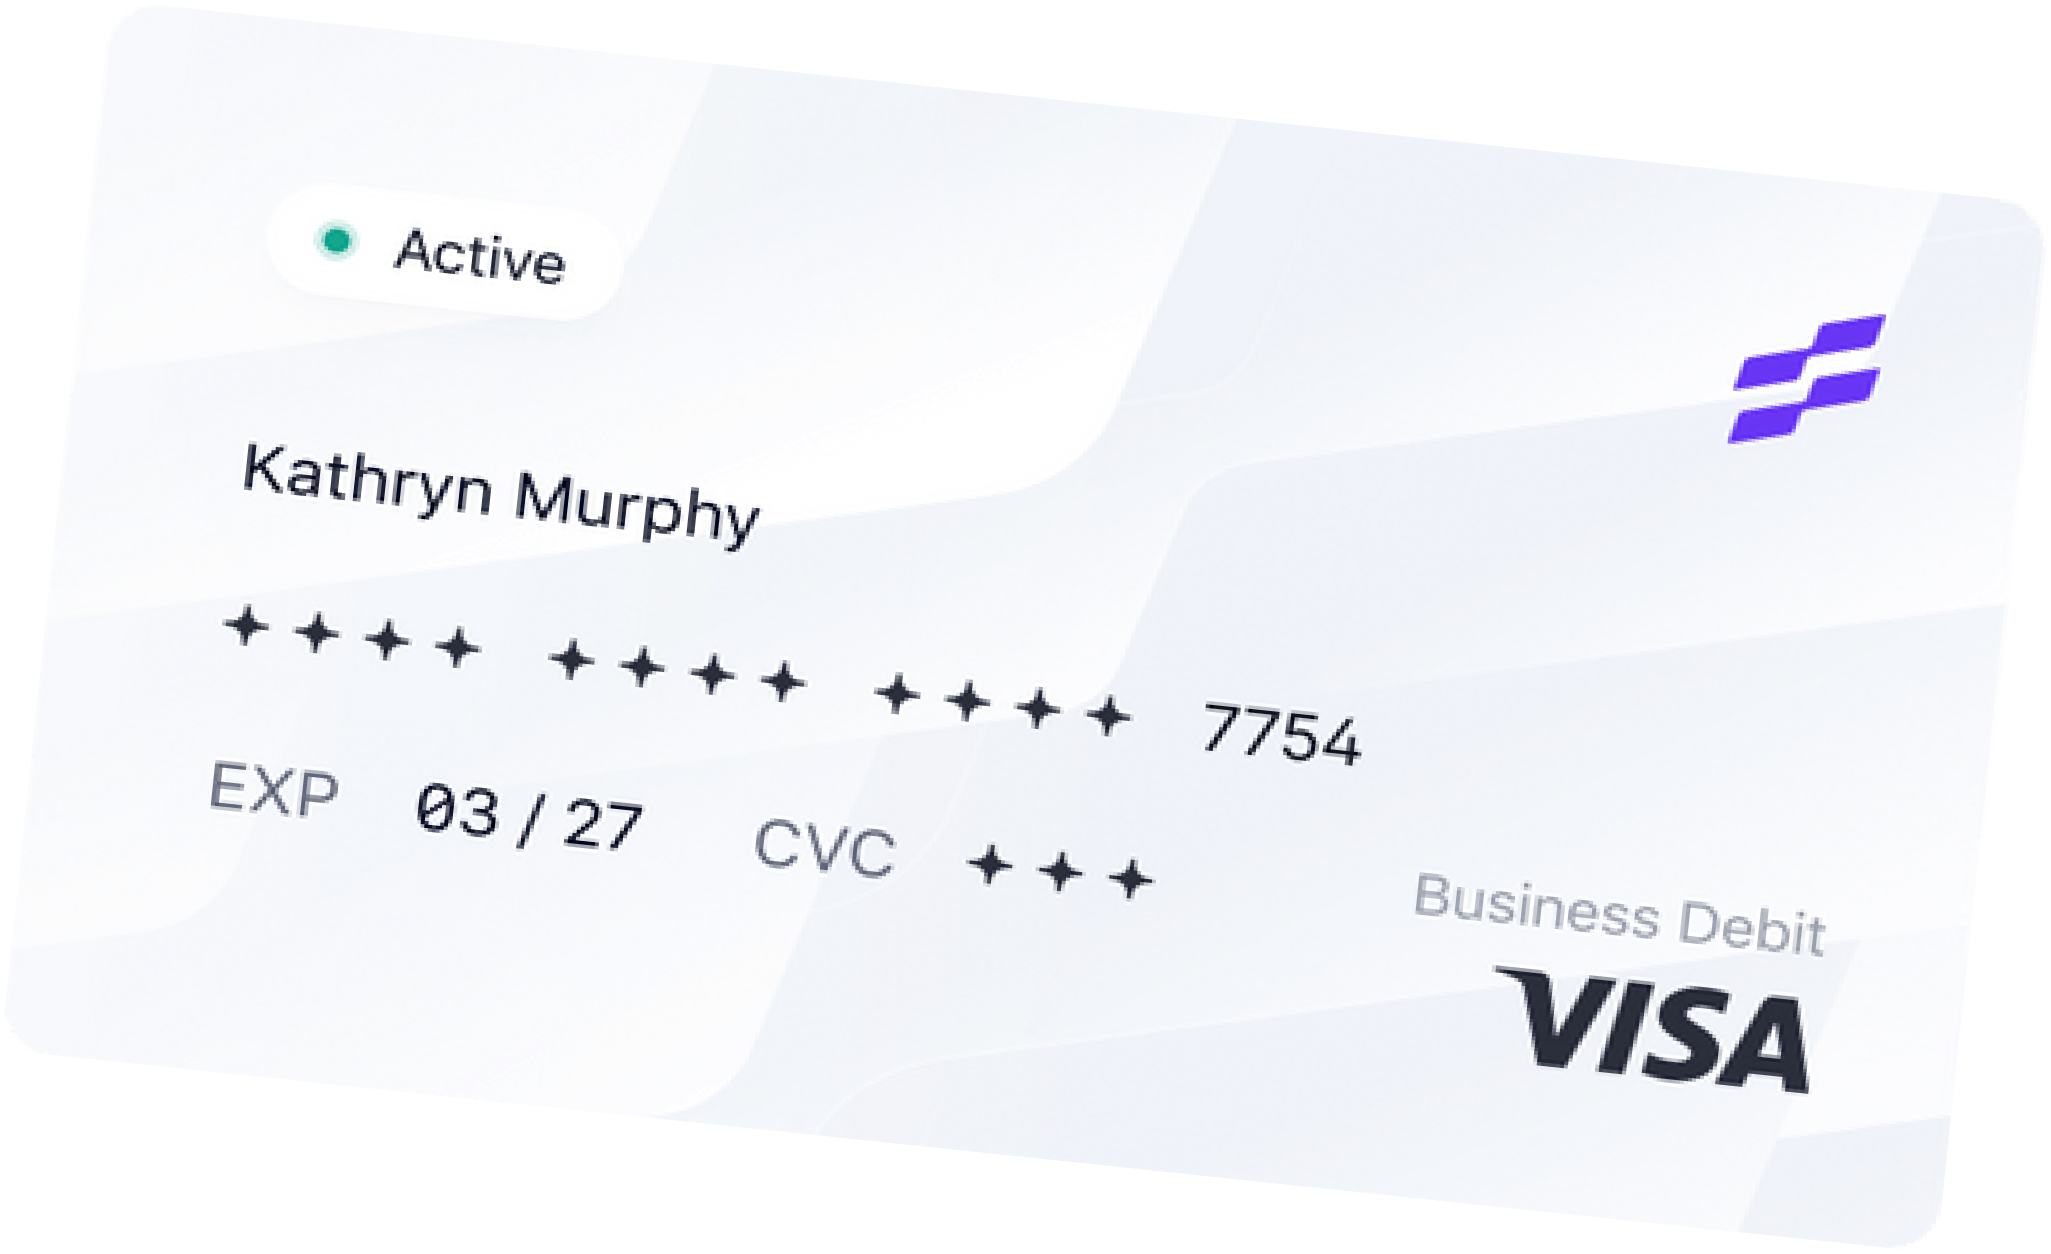 Active
Kathryn Murphy
✦✦✦✦ ✦✦✦✦ ✦✦✦✦ 7754
EXP 03 / 27 CVC ✦✦✦
Business Debit
VISA